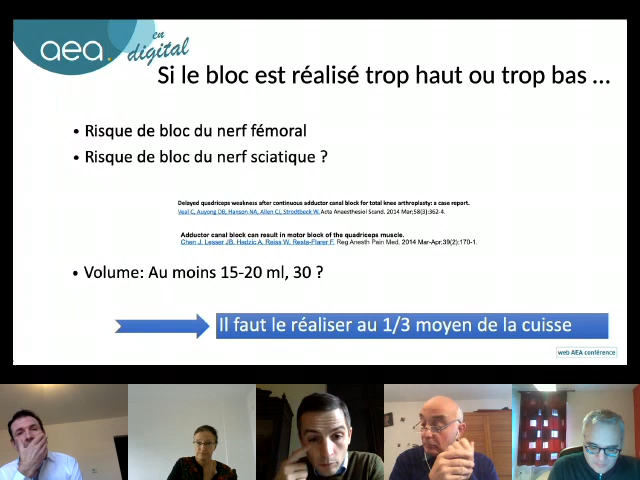 aea.
en
digital
Si le bloc est réalisé trop haut ou trop bas ...
• Risque de bloc du nerf fémoral
• Risque de bloc du nerf sciatique ?
Delayed quadriceps weakness after continuous adductor canal block for total knee arthroplasty: a case report.
Veal C, Auyong DB, Hanson NA, Allen CJ, Strodtbeck W. Acta Anaesthesiol Scand. 2014 Mar;58(3):362-4.
Adductor canal block can result in motor block of the quadriceps muscle.
Chen J, Lesser JB, Hadzic A, Reiss W, Resta-Flarer F. Reg Anesth Pain Med. 2014 Mar-Apr;39(2):170-1.
• Volume: Au moins 15-20 ml, 30 ?
Il faut le réaliser au 1/3 moyen de la cuisse
web AEA conférence